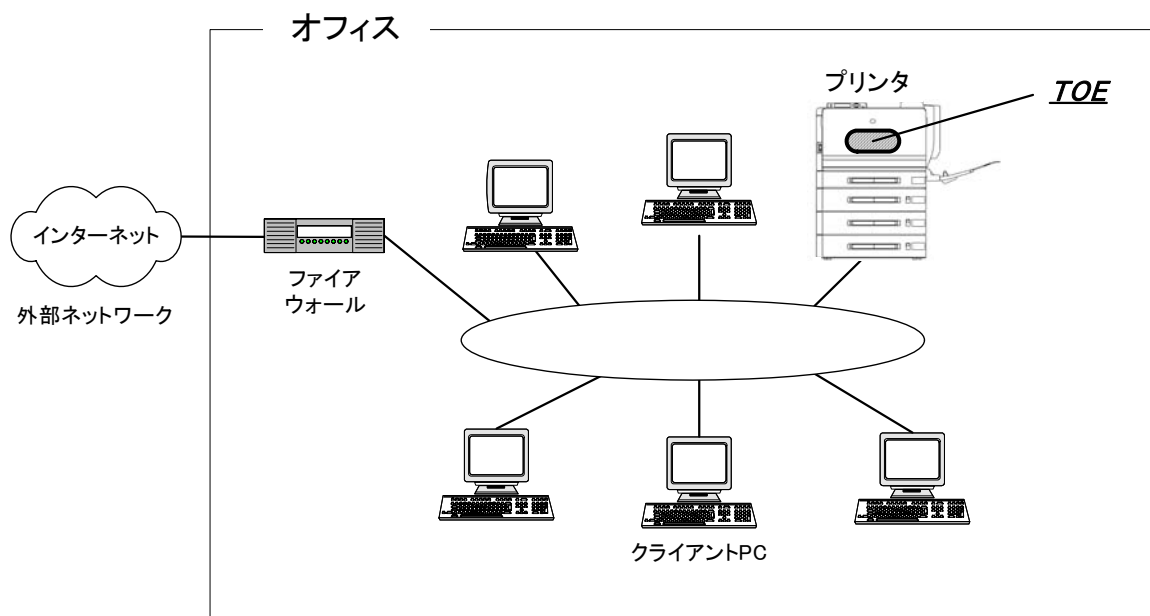 オフィス
プリンタ
TOE
インターネット
ファイア
ウォール
外部ネットワーク
クライアントPC